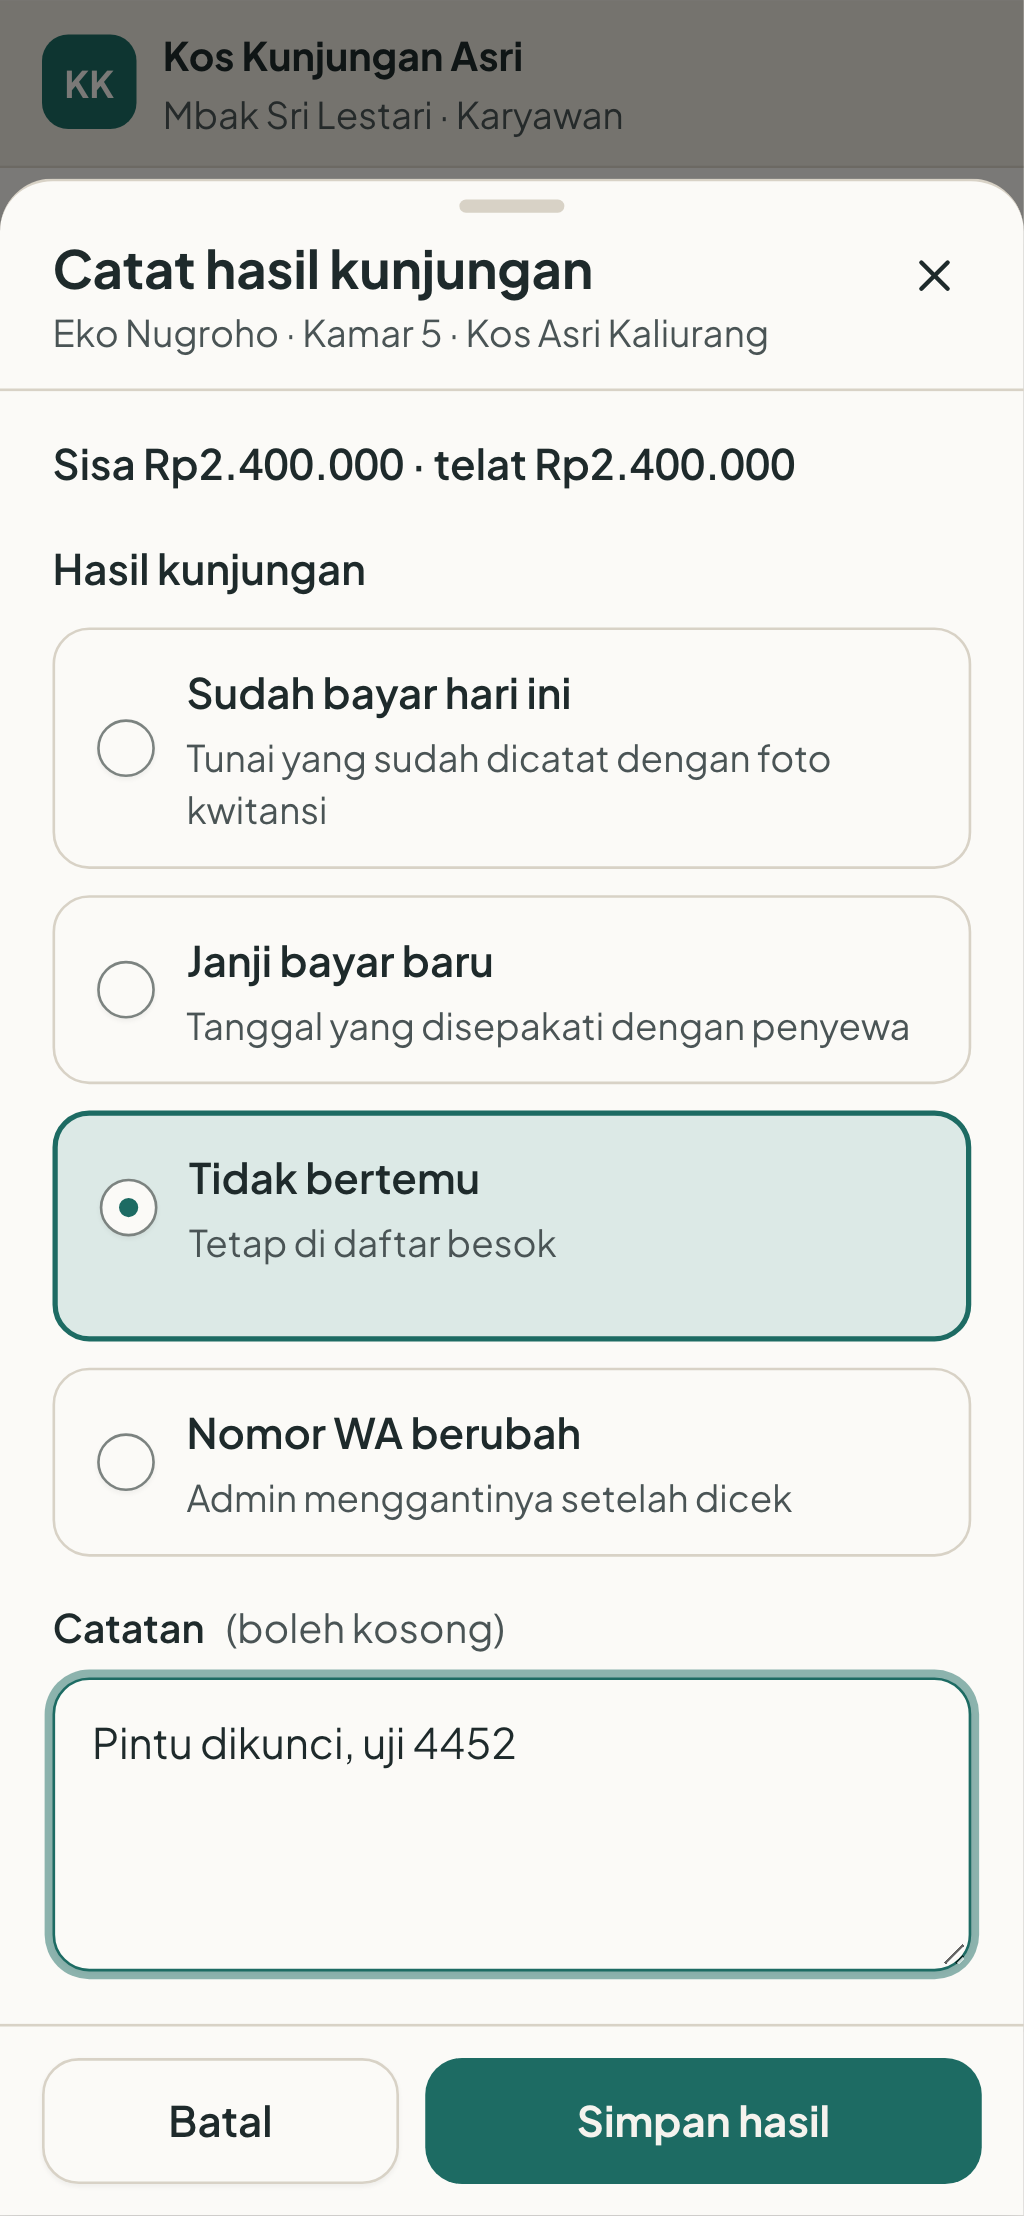 KK
Kos Kunjungan Asri
Mbak Sri Lestari · Karyawan
Catat hasil kunjungan
Eko Nugroho · Kamar 5 · Kos Asri Kaliurang
Sisa Rp2.400.000 · telat Rp2.400.000
Hasil kunjungan
Sudah bayar hari ini
Tunai yang sudah dicatat dengan foto
kwitansi
Janji bayar baru
Tanggal yang disepakati dengan penyewa
Tidak bertemu
Tetap di daftar besok
Nomor WA berubah
Admin menggantinya setelah dicek
Catatan (boleh kosong)
Pintu dikunci, uji 4452
Batal
Simpan hasil